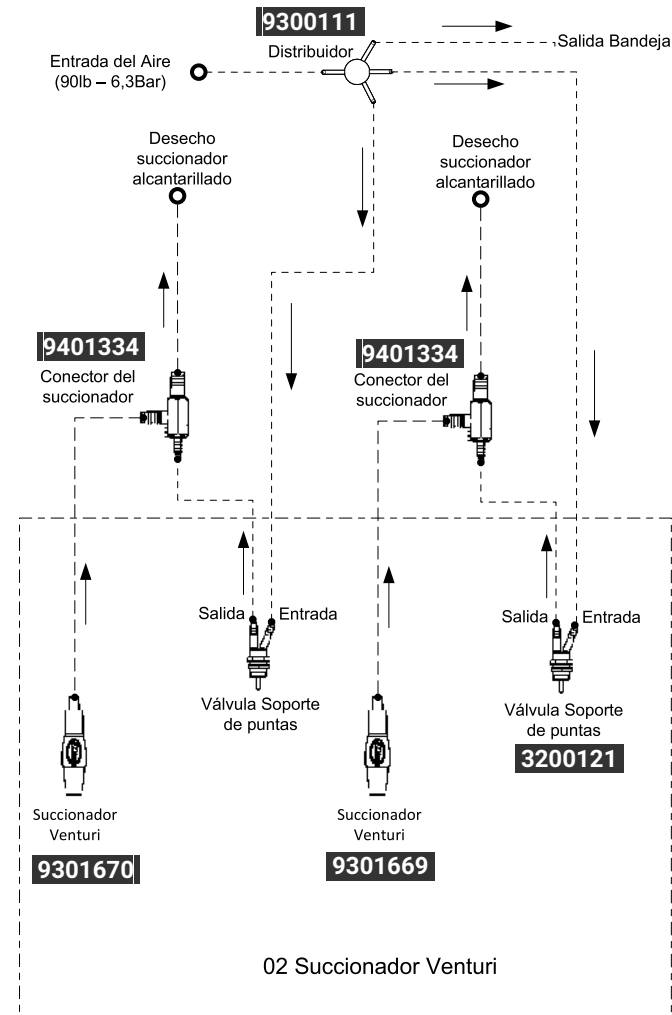 9300111
Distribuidor
Salida Bandeja
Entrada del Aire
(90lb – 6,3Bar)
Desecho
succionador
alcantarillado
Desecho
succionador
alcantarillado
9401334
Conector del
succionador
9401334
Conector del
succionador
Salida
Entrada
Salida
Entrada
Válvula Soporte
de puntas
Válvula Soporte
de puntas
3200121
Succionador
Venturi
9301670
Succionador
Venturi
9301669
02 Succionador Venturi